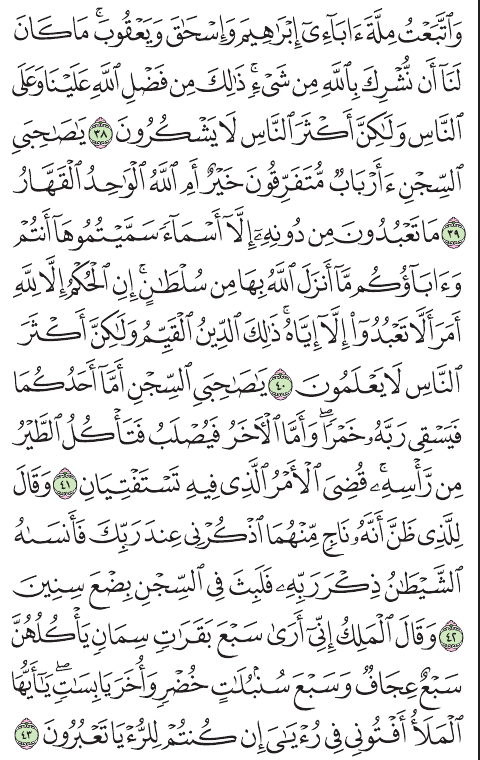 وَٱتَّبَعْتُ مِلَّةَ ءَابَآءِىٓ إِبْرَٰهِيمَ وَإِسْحَٰقَ وَيَعْقُوبَ ۚ مَا كَانَ
لَنَآ أَن نُّشْرِكَ بِٱللَّهِ مِن شَىْءٍ ۚ ذَٰلِكَ مِن فَضْلِ ٱللَّهِ عَلَيْنَا وَعَلَى
ٱلنَّاسِ وَلَٰكِنَّ أَكْثَرَ ٱلنَّاسِ لَا يَشْكُرُونَ ٣٨ يَٰصَٰحِبَىِ
ٱلسِّجْنِ ءَأَرْبَابٌ مُّتَفَرِّقُونَ خَيْرٌ أَمِ ٱللَّهُ ٱلْوَٰحِدُ ٱلْقَهَّارُ
٣٩ مَا تَعْبُدُونَ مِن دُونِهِۦٓ إِلَّآ أَسْمَآءً سَمَّيْتُمُوهَآ أَنتُمْ
وَءَابَآؤُكُم مَّآ أَنزَلَ ٱللَّهُ بِهَا مِن سُلْطَٰنٍ ۚ إِنِ ٱلْحُكْمُ إِلَّا لِلَّهِ
أَمَرَ أَلَّا تَعْبُدُوٓا۟ إِلَّآ إِيَّاهُ ۚ ذَٰلِكَ ٱلدِّينُ ٱلْقَيِّمُ وَلَٰكِنَّ أَكْثَرَ
ٱلنَّاسِ لَا يَعْلَمُونَ ٤٠ يَٰصَٰحِبَىِ ٱلسِّجْنِ أَمَّآ أَحَدُكُمَا
فَيَسْقِى رَبَّهُۥ خَمْرًا ۖ وَأَمَّا ٱلْءَاخَرُ فَيُصْلَبُ فَتَأْكُلُ ٱلطَّيْرُ
مِن رَّأْسِهِۦ ۚ قُضِىَ ٱلْأَمْرُ ٱلَّذِى فِيهِ تَسْتَفْتِيَانِ ٤١ وَقَالَ
لِلَّذِى ظَنَّ أَنَّهُۥ نَاجٍ مِّنْهُمَا ٱذْكُرْنِى عِندَ رَبِّكَ فَأَنسَىٰهُ
ٱلشَّيْطَٰنُ ذِكْرَ رَبِّهِۦ فَلَبِثَ فِى ٱلسِّجْنِ بِضْعَ سِنِينَ
٤٢ وَقَالَ ٱلْمَلِكُ إِنِّىٓ أَرَىٰ سَبْعَ بَقَرَٰتٍ سِمَانٍ يَأْكُلُهُنَّ
سَبْعٌ عِجَافٌ وَسَبْعَ سُنۢبُلَٰتٍ خُضْرٍ وَأُخَرَ يَابِسَٰتٍ ۖ يَٰٓأَيُّهَا
ٱلْمَلَأُ أَفْتُونِى فِى رُءْيَٰىَ إِن كُنتُمْ لِلرُّءْيَا تَعْبُرُونَ ٤٣